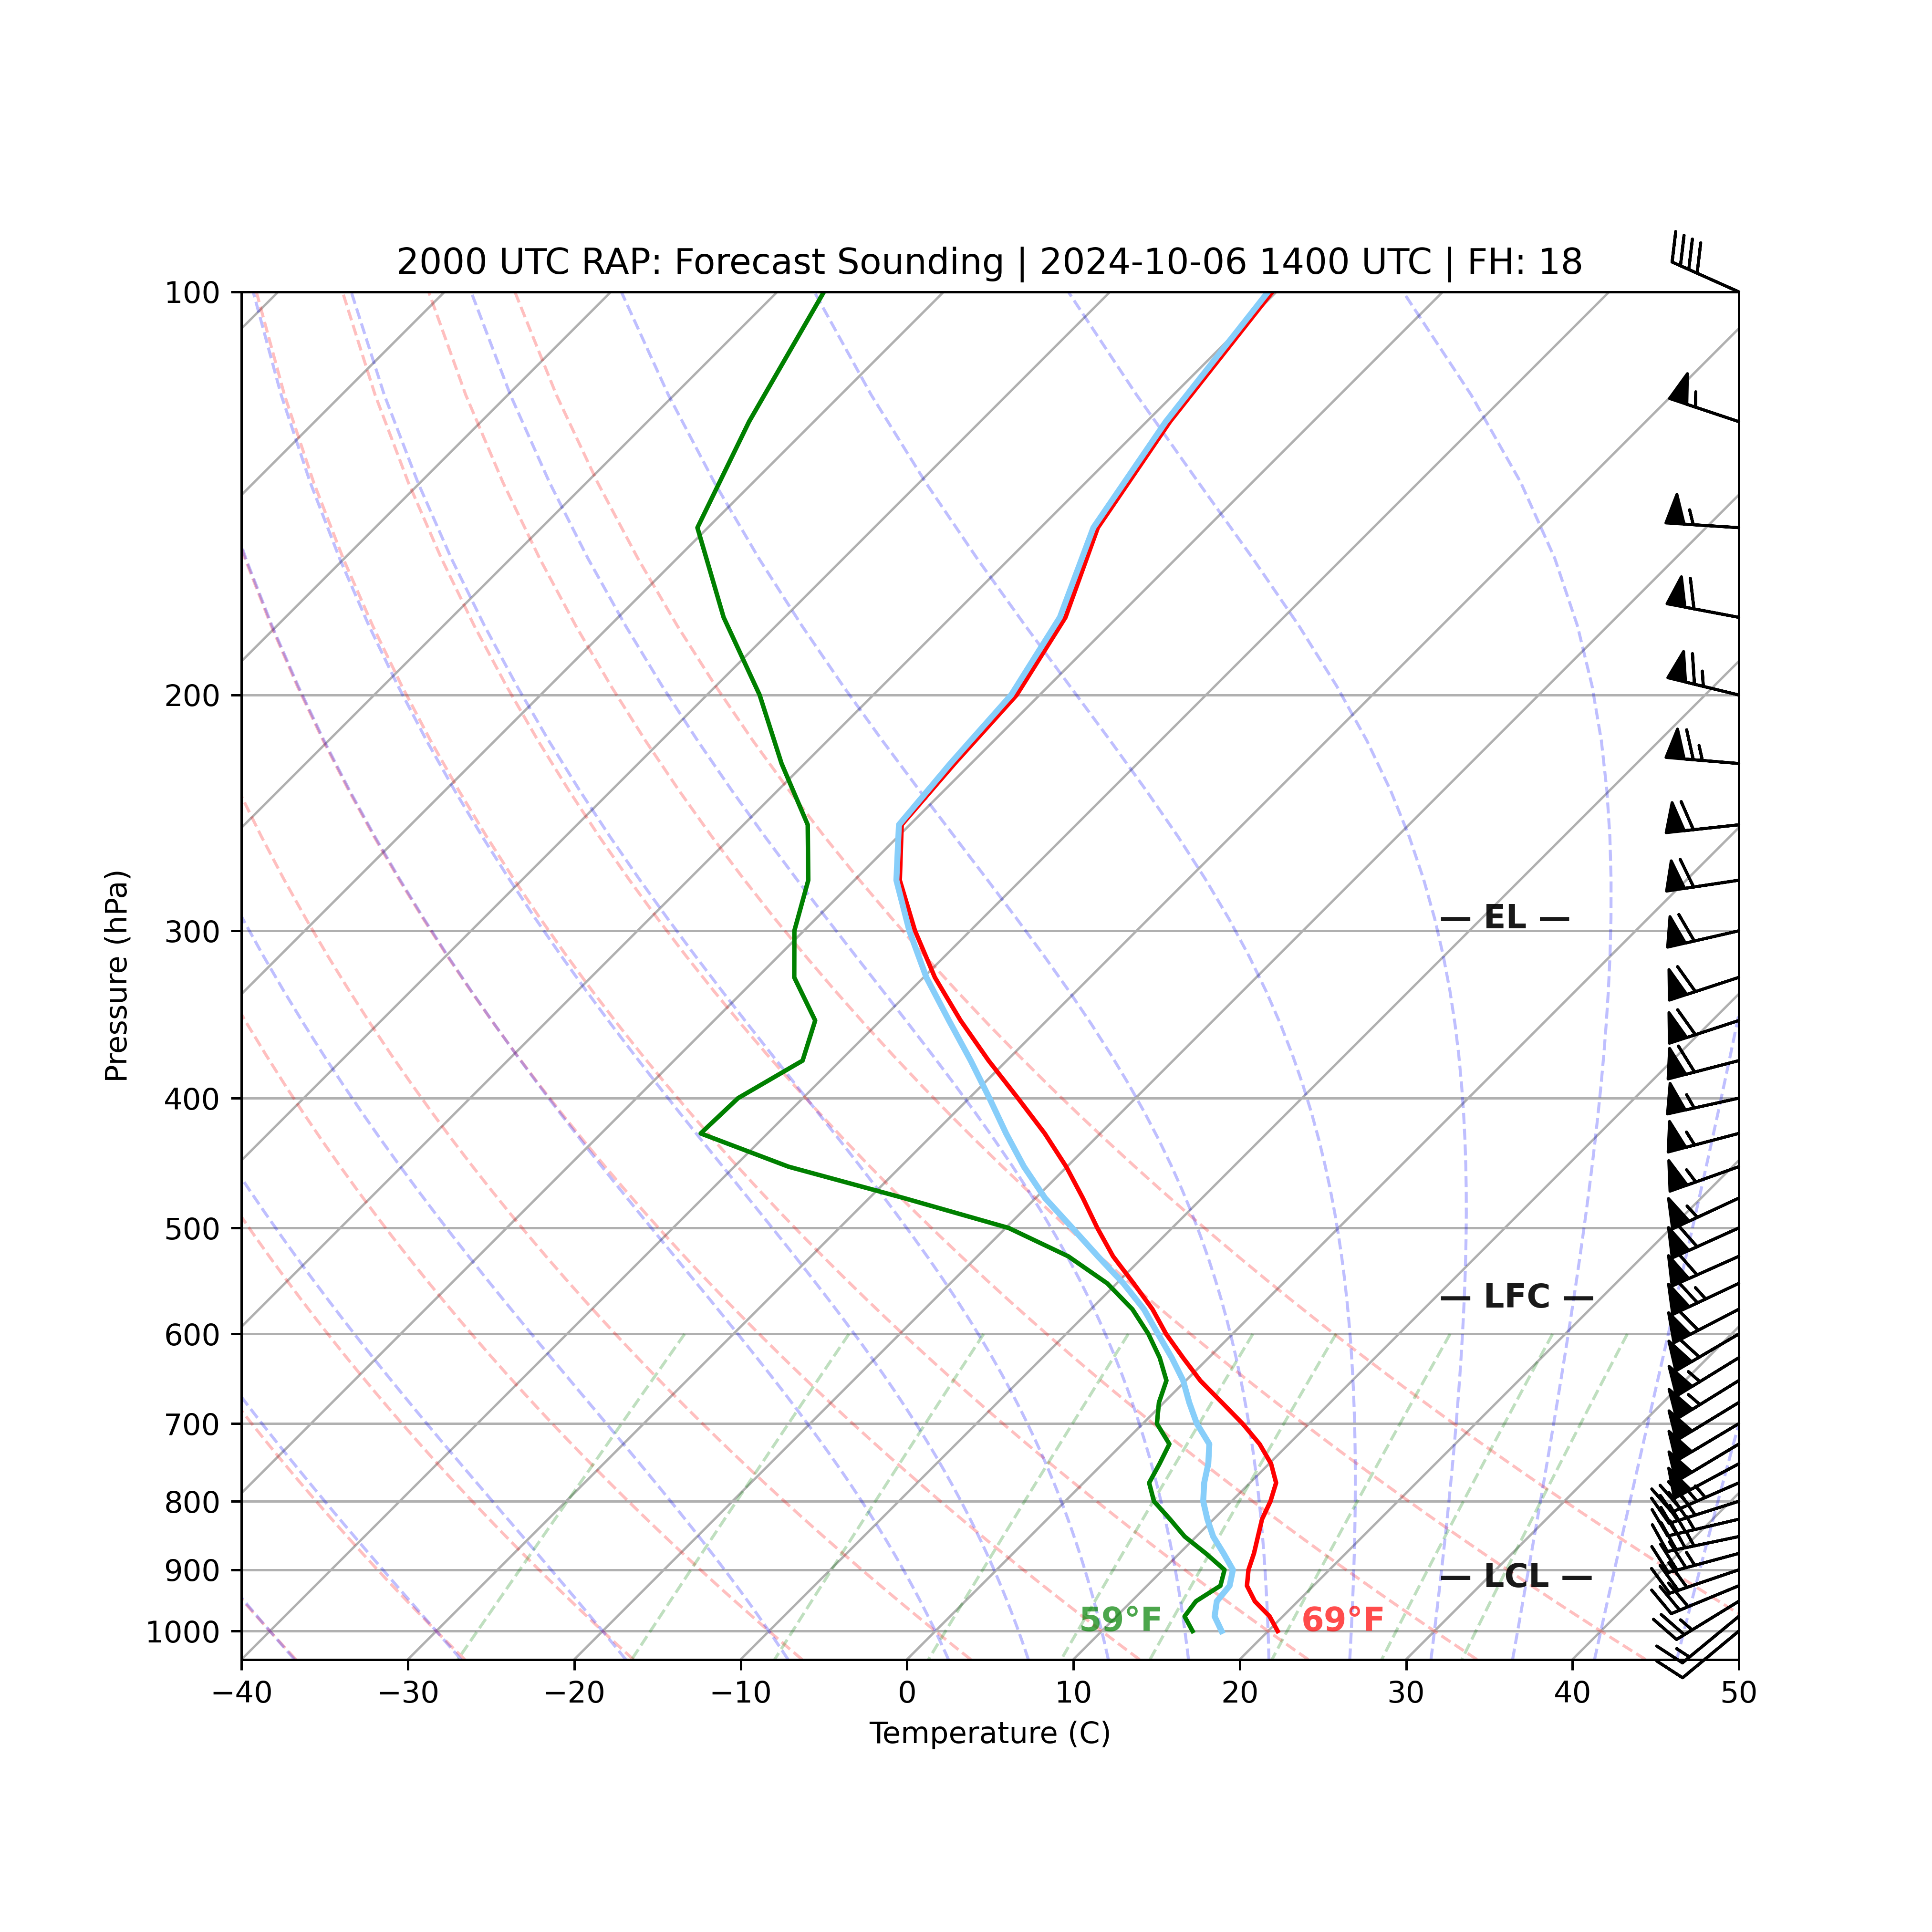 2000 UTC RAP: Forecast Sounding | 2024-10-06 1400 UTC | FH: 18
100
200
300
400
500
600
700
800
900
1000
Pressure (hPa)
— EL —
— LFC —
— LCL —
59°F
69°F
−40 −30 −20 −10 0 10 20 30 40 50
Temperature (C)